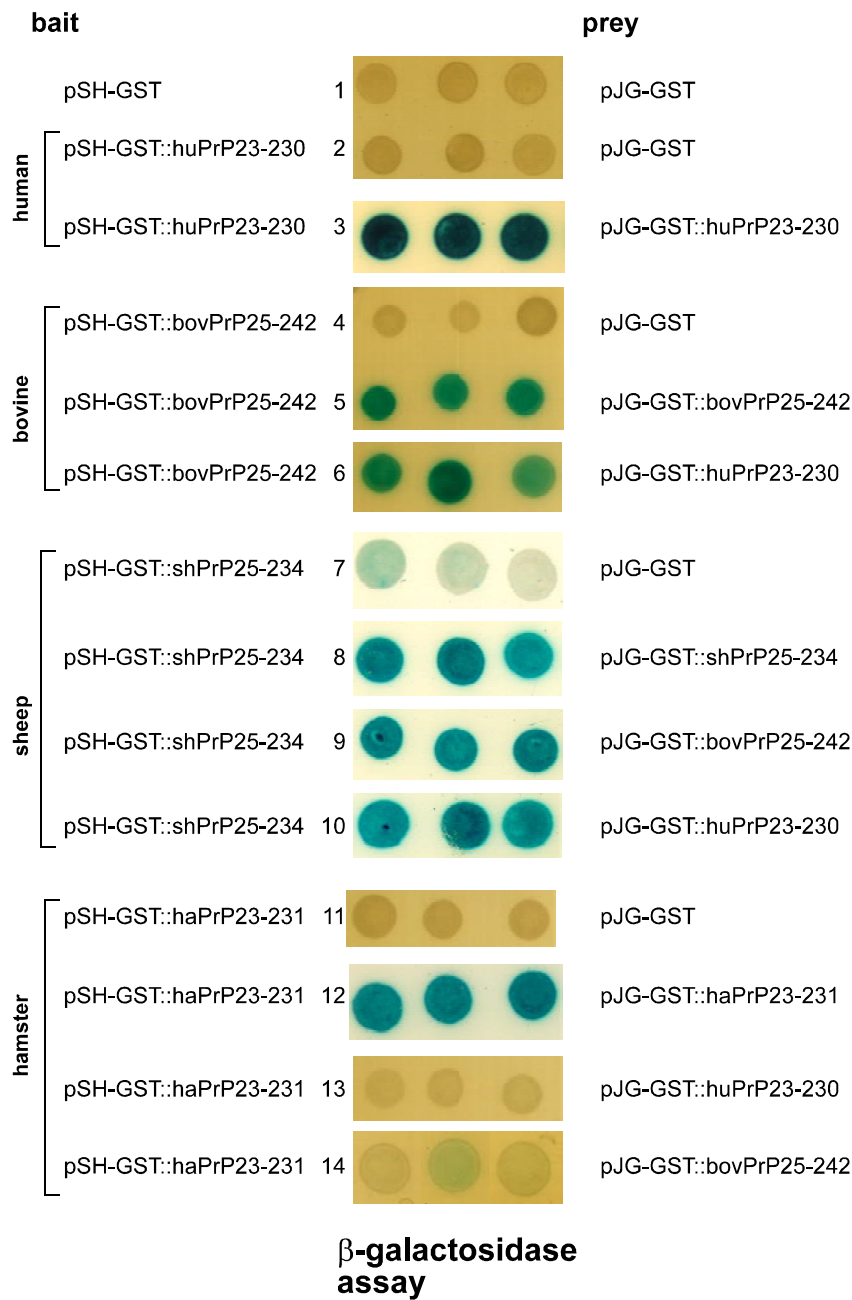 bait prey
pSH-GST 1 pJG-GST
human
pSH-GST::huPrP23-230 2 pJG-GST
pSH-GST::huPrP23-230 3 pJG-GST::huPrP23-230
bovine
pSH-GST::bovPrP25-242 4 pJG-GST
pSH-GST::bovPrP25-242 5 pJG-GST::bovPrP25-242
pSH-GST::bovPrP25-242 6 pJG-GST::huPrP23-230
sheep
pSH-GST::shPrP25-234 7 pJG-GST
pSH-GST::shPrP25-234 8 pJG-GST::shPrP25-234
pSH-GST::shPrP25-234 9 pJG-GST::bovPrP25-242
pSH-GST::shPrP25-234 10 pJG-GST::huPrP23-230
hamster
pSH-GST::haPrP23-231 11 pJG-GST
pSH-GST::haPrP23-231 12 pJG-GST::haPrP23-231
pSH-GST::haPrP23-231 13 pJG-GST::huPrP23-230
pSH-GST::haPrP23-231 14 pJG-GST::bovPrP25-242
β-galactosidase
assay